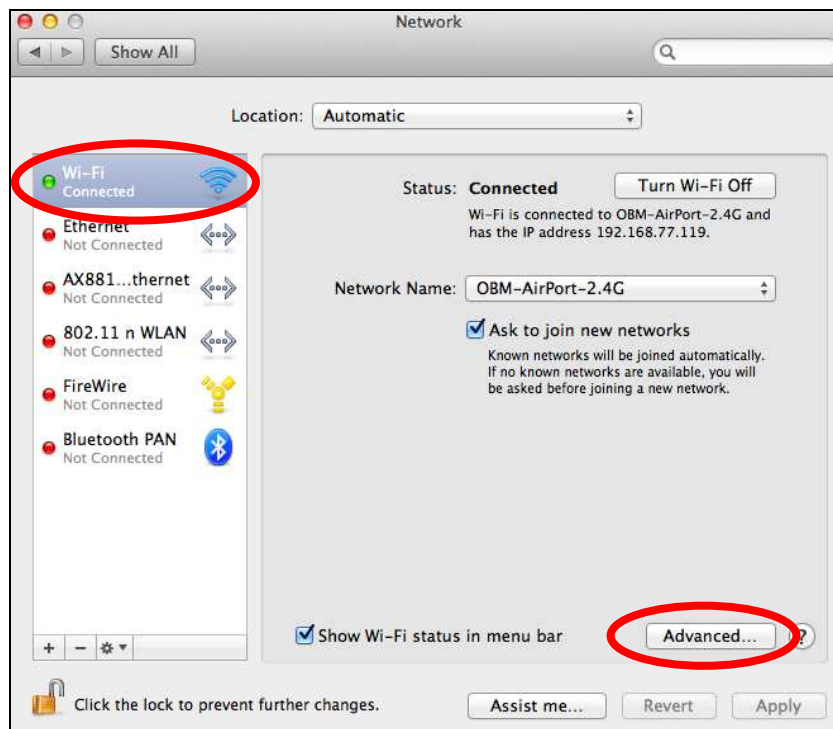 Network
Show All
Location: Automatic
Wi-Fi
Connected
Ethernet
Not Connected
AX881...thernet
Not Connected
802.11 n WLAN
Not Connected
FireWire
Not Connected
Bluetooth PAN
Not Connected
Status: Connected
Turn Wi-Fi Off
Wi-Fi is connected to OBM-AirPort-2.4G and
has the IP address 192.168.77.119.
Network Name: OBM-AirPort-2.4G
Ask to join new networks
Known networks will be joined automatically.
If no known networks are available, you will
be asked before joining a new network.
Show Wi-Fi status in menu bar
Advanced...
?
+ −
Click the lock to prevent further changes.
Assist me...
Revert
Apply